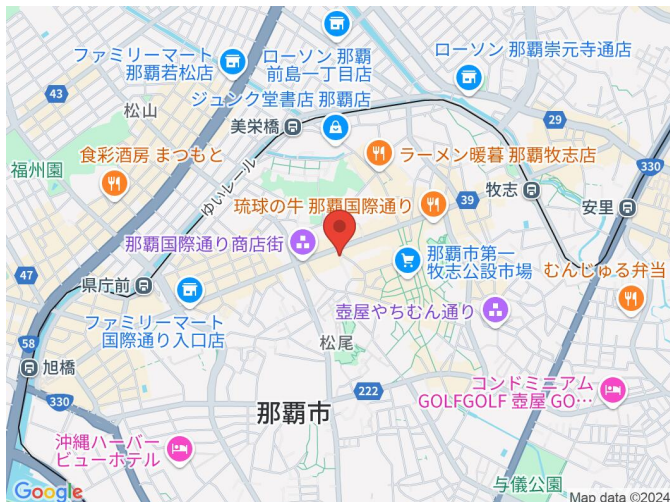 ファミリーマート
那覇若松店
ローソン 那覇
前島一丁目店
ローソン 那覇崇元寺通店
43
松山
ジュンク堂書店 那覇店
美栄橋
29
福州園
食彩酒房 まつもと
ラーメン暖暮 那覇牧志店
330
ゆいレール
牧志
39
安里
琉球の牛 那覇国際通り
那覇国際通り商店街
那覇市第一
牧志公設市場
47
県庁前
むんじゅる弁当
ファミリーマート
国際通り入口店
壺屋やちむん通り
58
松尾
旭橋
222
コンドミニアム
GOLFGOLF 壺屋 GO…
330
那覇市
沖縄ハーバー
ビューホテル
与儀公園
Google
Map data ©2024